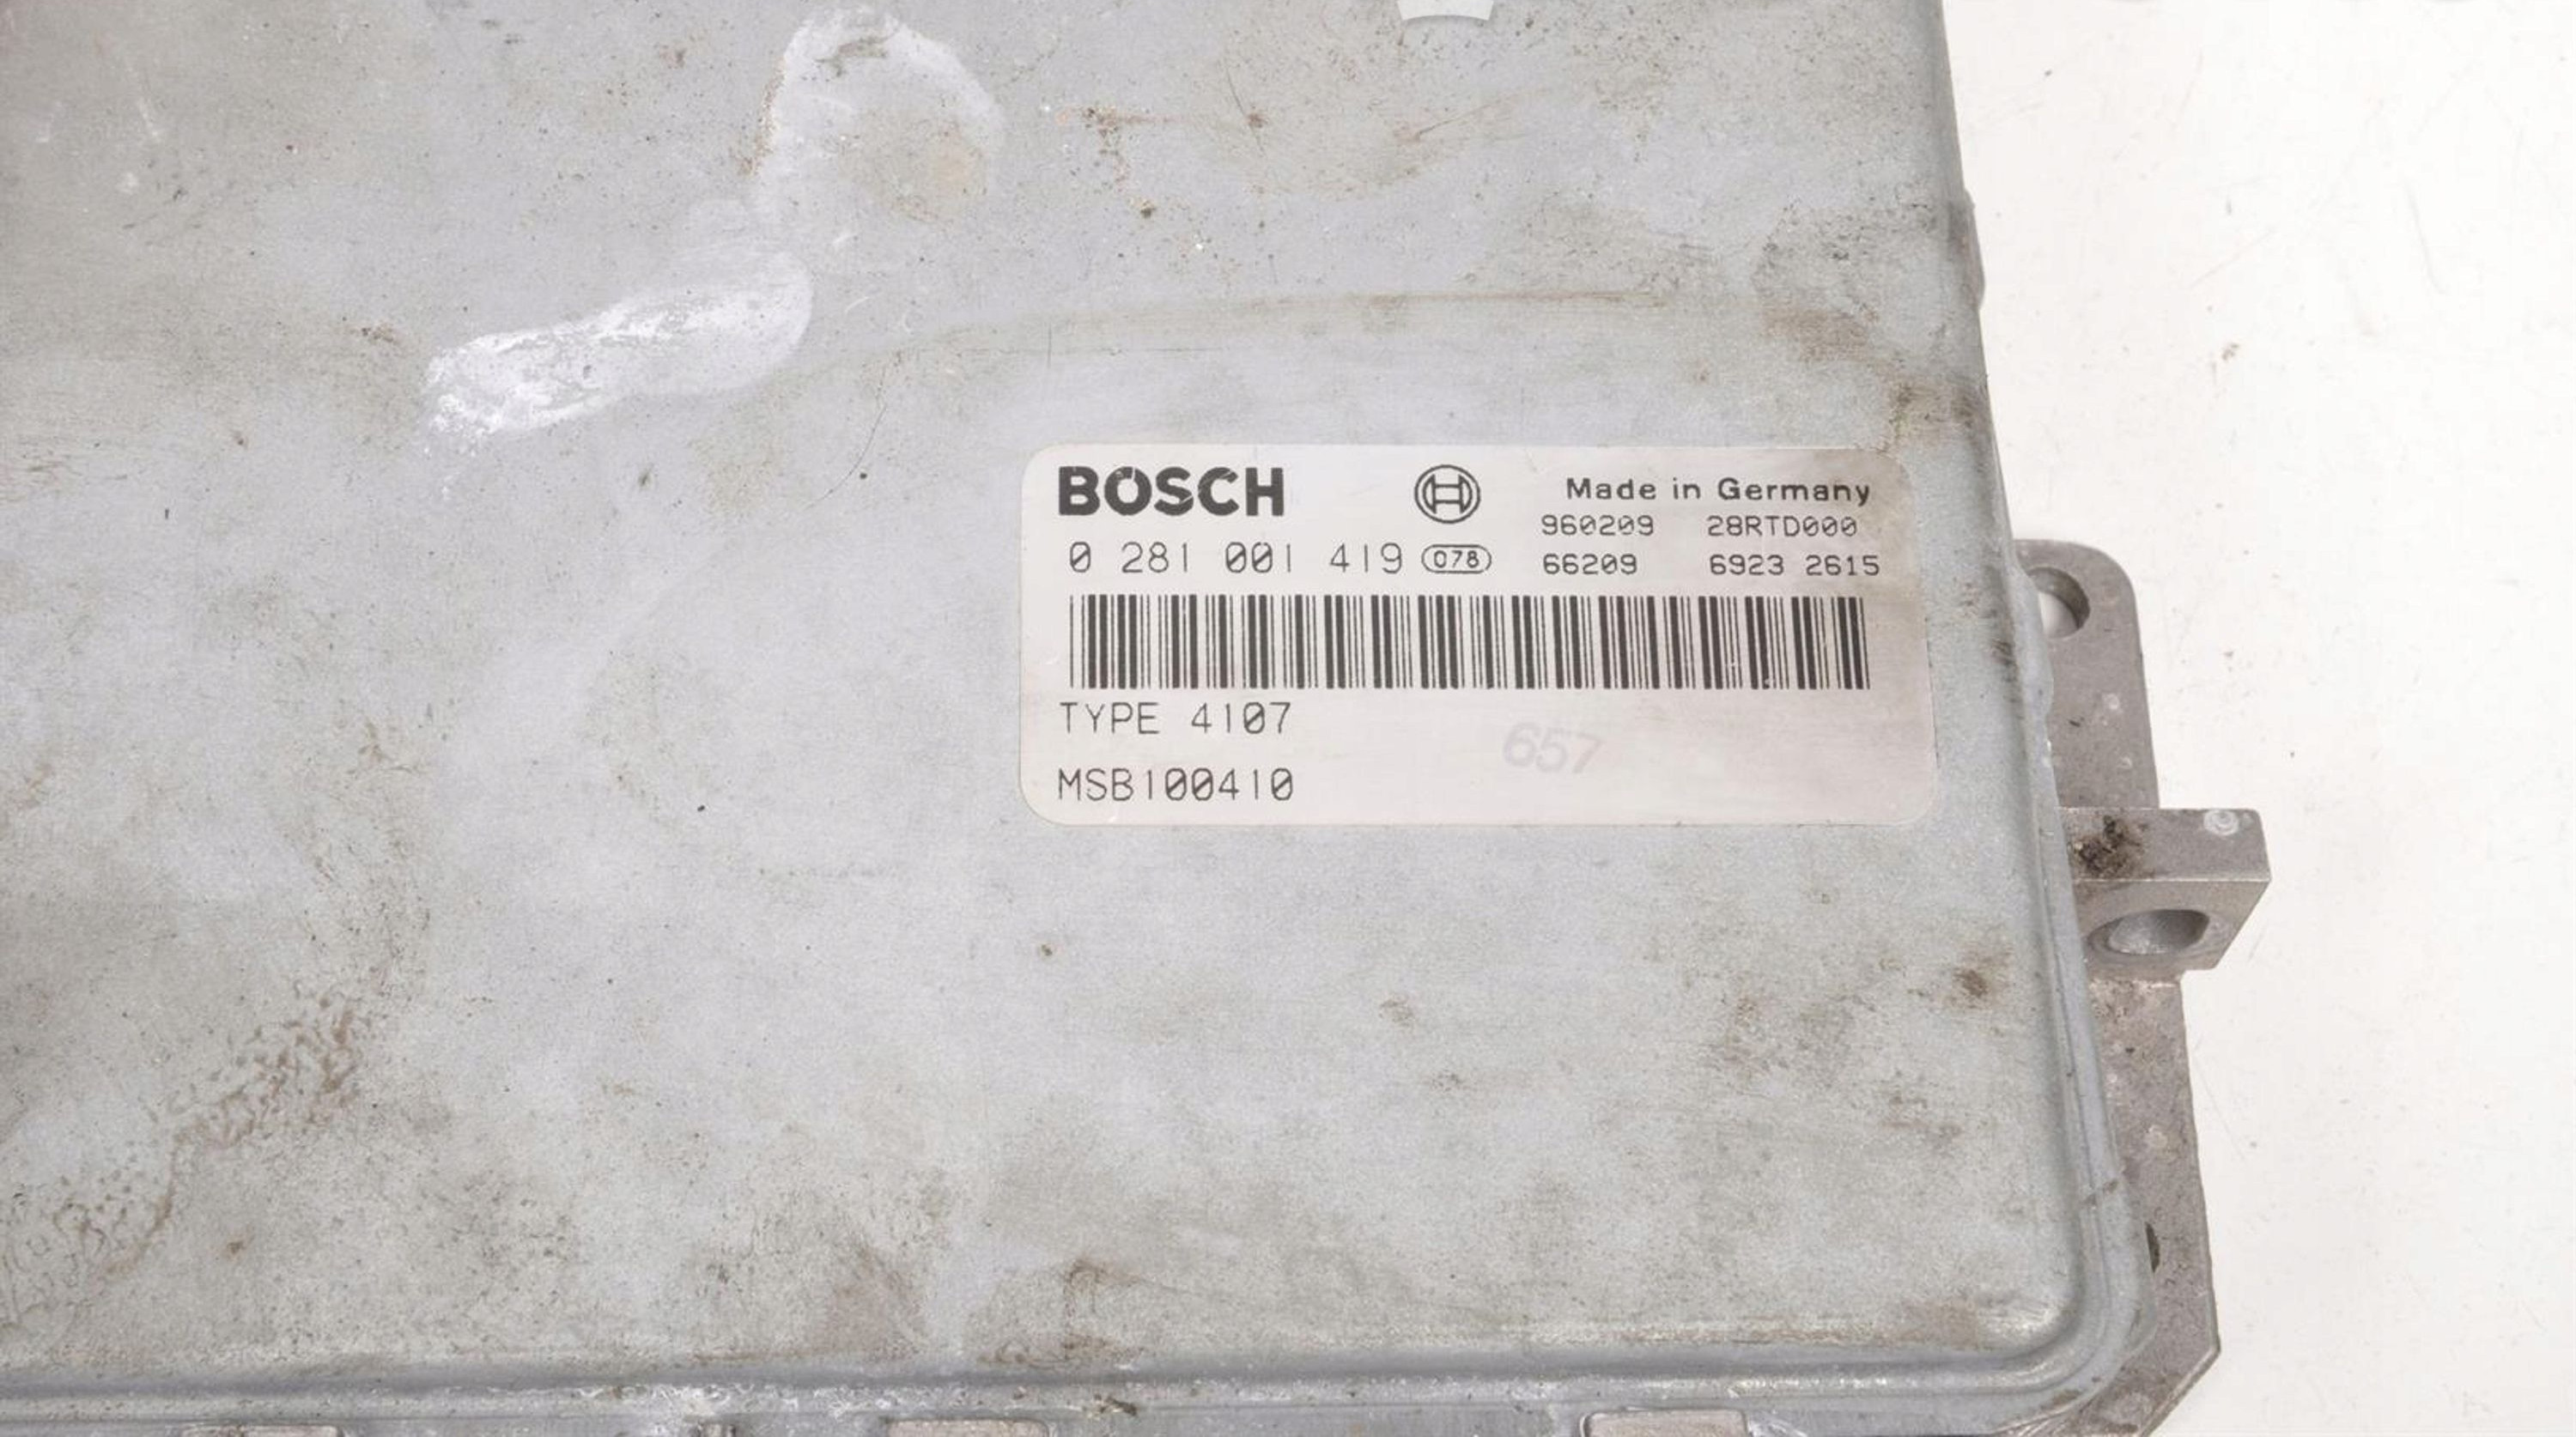 BOSCH
Made in Germany
960209 28RTD000
0 281 001 419 078
66209 6923 2615
TYPE 4107
657
MSB100410